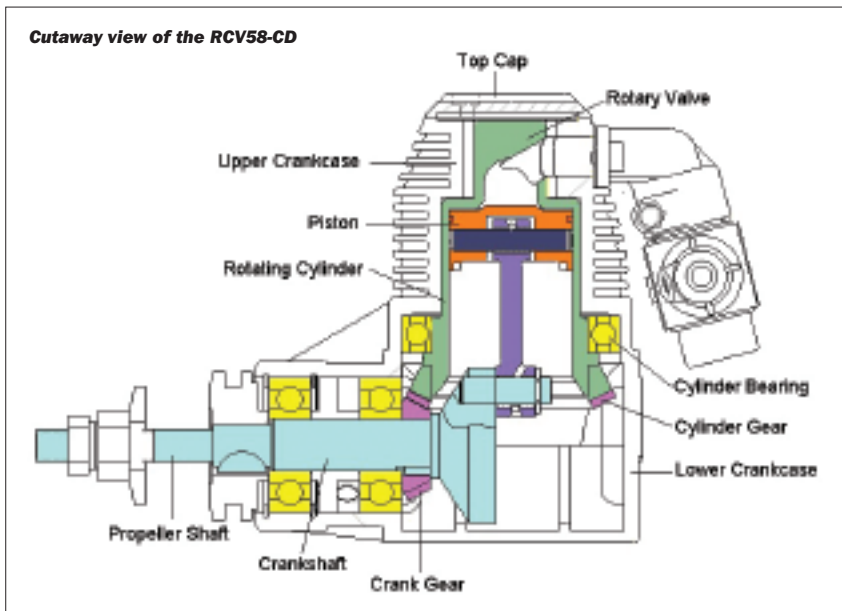 Cutaway view of the RCV58-CD
Top Cap
Rotary Valve
Upper Crankcase
Piston
Rotating Cylinder
Cylinder Bearing
Cylinder Gear
Lower Crankcase
Propeller Shaft
Crankshaft
Crank Gear